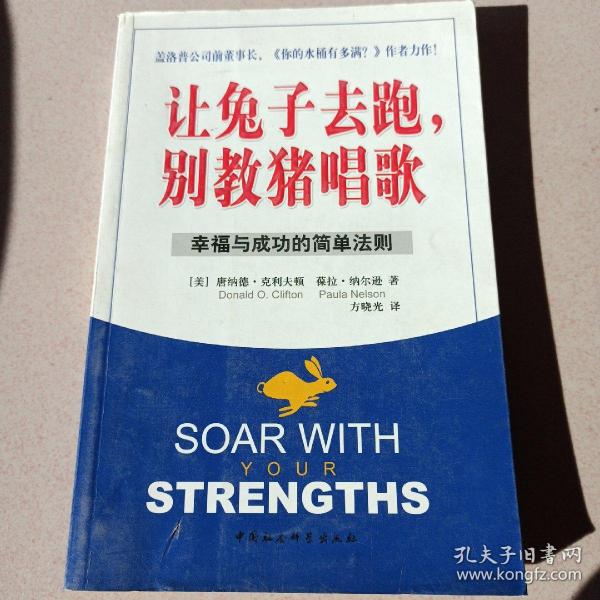 盖洛普公司前董事长、《你的水桶有多满？》作者力作！
让兔子去跑，
别教猪唱歌
幸福与成功的简单法则
[美] 唐纳德·克利夫顿 葆拉·纳尔逊 著
Donald O. Clifton Paula Nelson
方晓光 译
SOAR WITH
YOUR
STRENGTHS
中国社会科学出版社
孔夫子旧书网
www.kongfz.com